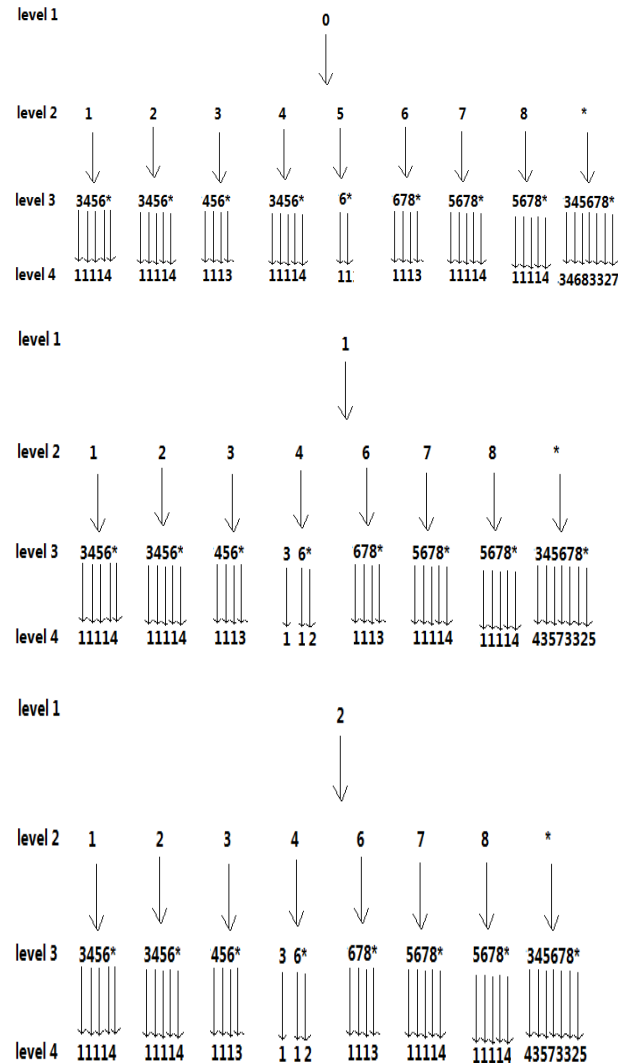 level 1 0
level 2 1 2 3 4 5 6 7 8 *
level 3 3456* 3456* 456* 3456* 6* 678* 5678* 5678* 345678*
level 4 11114 11114 1113 11114 11 1113 11114 11114 34683327
level 1 1
level 2 1 2 3 4 6 7 8 *
level 3 3456* 3456* 456* 3 6* 678* 5678* 5678* 345678*
level 4 11114 11114 1113 1 1 2 1113 11114 11114 43573325
level 1 2
level 2 1 2 3 4 6 7 8 *
level 3 3456* 3456* 456* 3 6* 678* 5678* 5678* 345678*
level 4 11114 11114 1113 1 12 1113 11114 11114 43573325